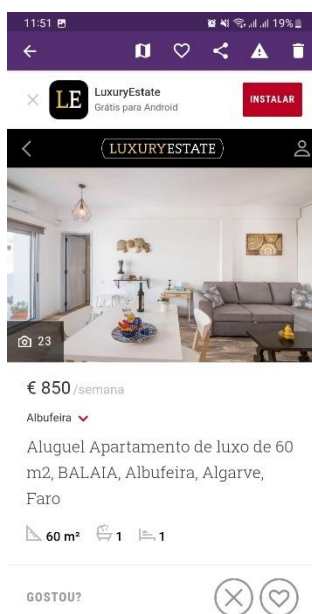 11:51
19%
LE
LuxuryEstate
Grátis para Android
INSTALAR
LUXURYESTATE
23
€ 850/semana
Albufeira
Aluguel Apartamento de luxo de 60
m2, BALAIA, Albufeira, Algarve,
Faro
60 m² 1 1
GOSTOU?